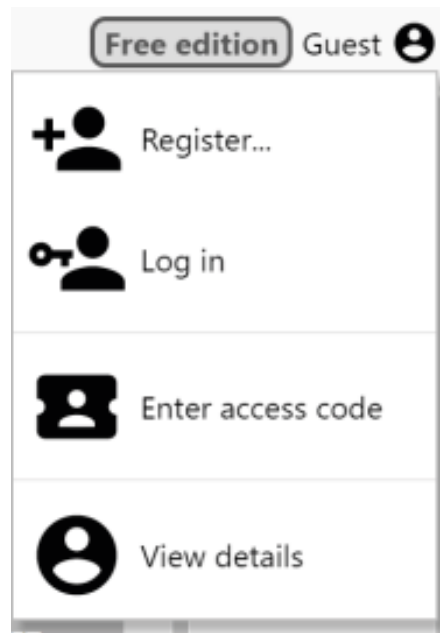 Free edition Guest
Register...
Log in
Enter access code
View details